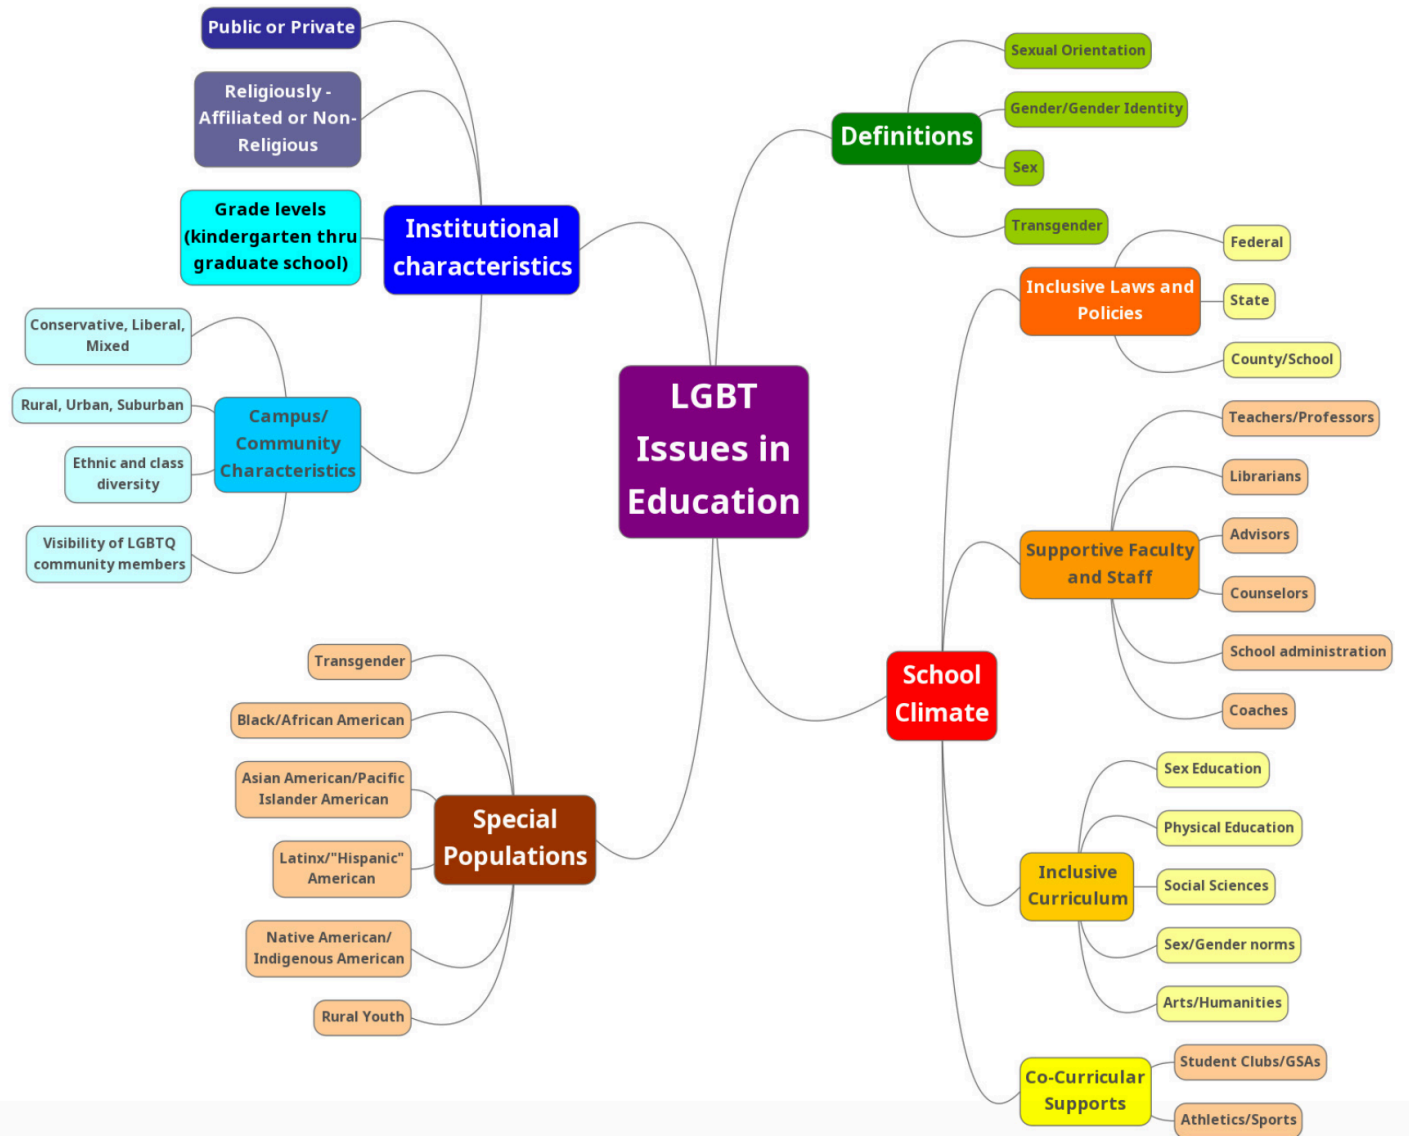 LGBT
Issues in
Education
Institutional
characteristics
Public or Private
Religiously -
Affiliated or Non-
Religious
Grade levels
(kindergarten thru
graduate school)
Campus/
Community
Characteristics
Conservative, Liberal,
Mixed
Rural, Urban, Suburban
Ethnic and class
diversity
Visibility of LGBTQ
community members
Special
Populations
Transgender
Black/African American
Asian American/Pacific
Islander American
Latinx/"Hispanic"
American
Native American/
Indigenous American
Rural Youth
Definitions
Sexual Orientation
Gender/Gender Identity
Sex
Transgender
School
Climate
Inclusive Laws and
Policies
Federal
State
County/School
Supportive Faculty
and Staff
Teachers/Professors
Librarians
Advisors
Counselors
School administration
Coaches
Inclusive
Curriculum
Sex Education
Physical Education
Social Sciences
Sex/Gender norms
Arts/Humanities
Co-Curricular
Supports
Student Clubs/GSAs
Athletics/Sports